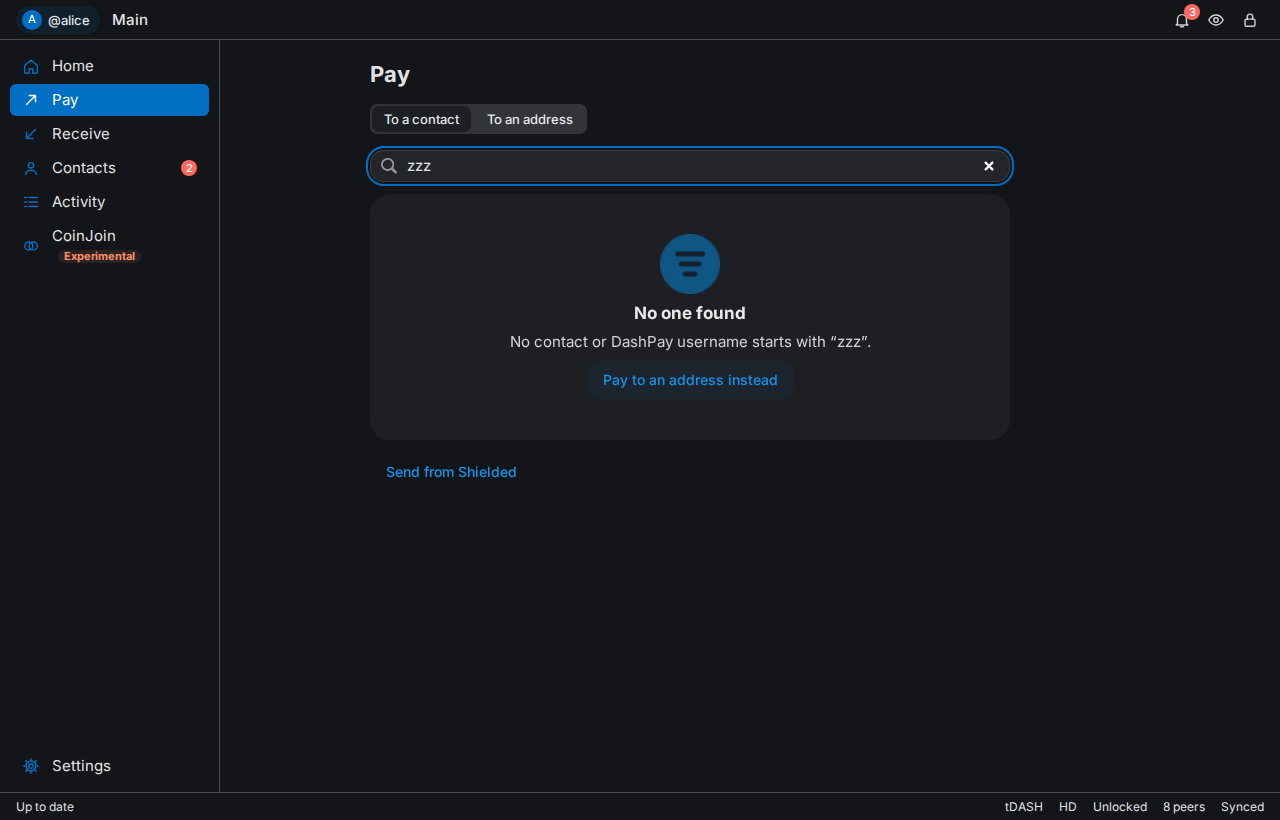 A @alice Main 3
Home
Pay
Receive
Contacts 2
Activity
CoinJoin
Experimental
Settings
Pay
To a contact To an address
zzz
No one found
No contact or DashPay username starts with “zzz”.
Pay to an address instead
Send from Shielded
Up to date tDASH HD Unlocked 8 peers Synced